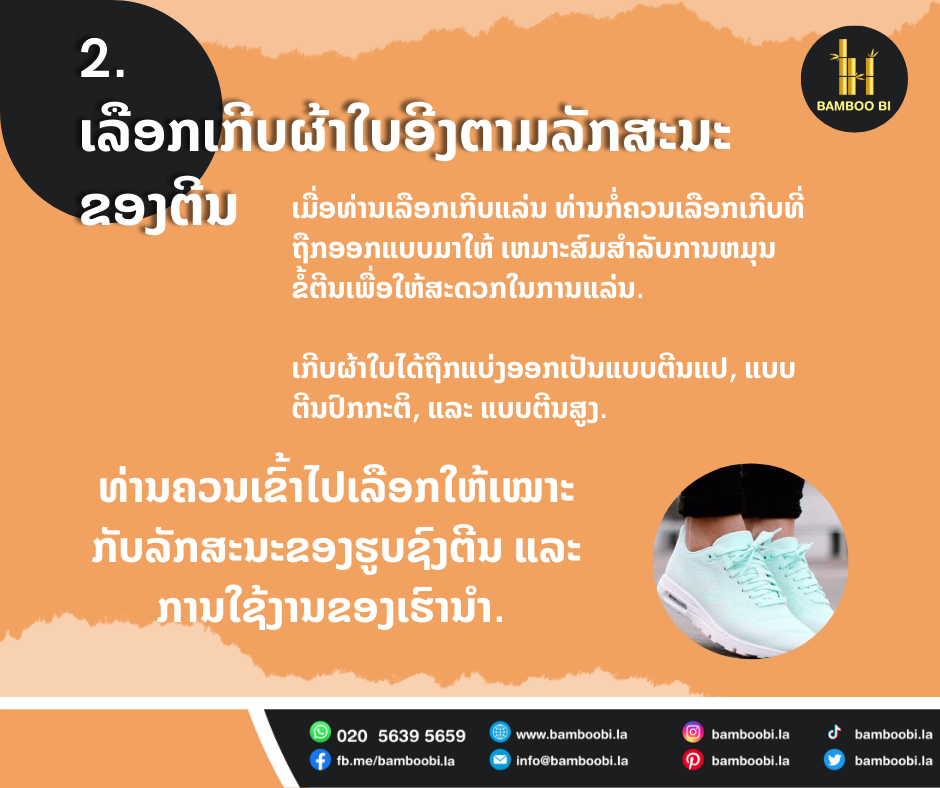 2.
ເລືອກເກີບຜ້າໃບອີງຕາມລັກສະນະ
ຂອງຕີນ
BAMBOO BI
ເມື່ອທ່ານເລືອກເກີບແລ່ນ ທ່ານກໍ່ຄວນເລືອກເກີບທີ່
ຖືກອອກແບບມາໃຫ້ ເຫມາະສົມສຳລັບການຫມຸນ
ຂໍ້ຕີນເພື່ອໃຫ້ສະດວກໃນການແລ່ນ.
ເກີບຜ້າໃບໄດ້ຖືກແບ່ງອອກເປັນແບບຕີນແປ, ແບບ
ຕີນປົກກະຕິ, ແລະ ແບບຕີນສູງ.
ທ່ານຄວນເຂົ້າໄປເລືອກໃຫ້ເໝາະ
ກັບລັກສະນະຂອງຮູບຊົງຕີນ ແລະ
ການໃຊ້ງານຂອງເຮົານຳ.
020 5639 5659
www.bamboobi.la
bamboobi.la
bamboobi.la
fb.me/bamboobi.la
info@bamboobi.la
bamboobi.la
bamboobi.la